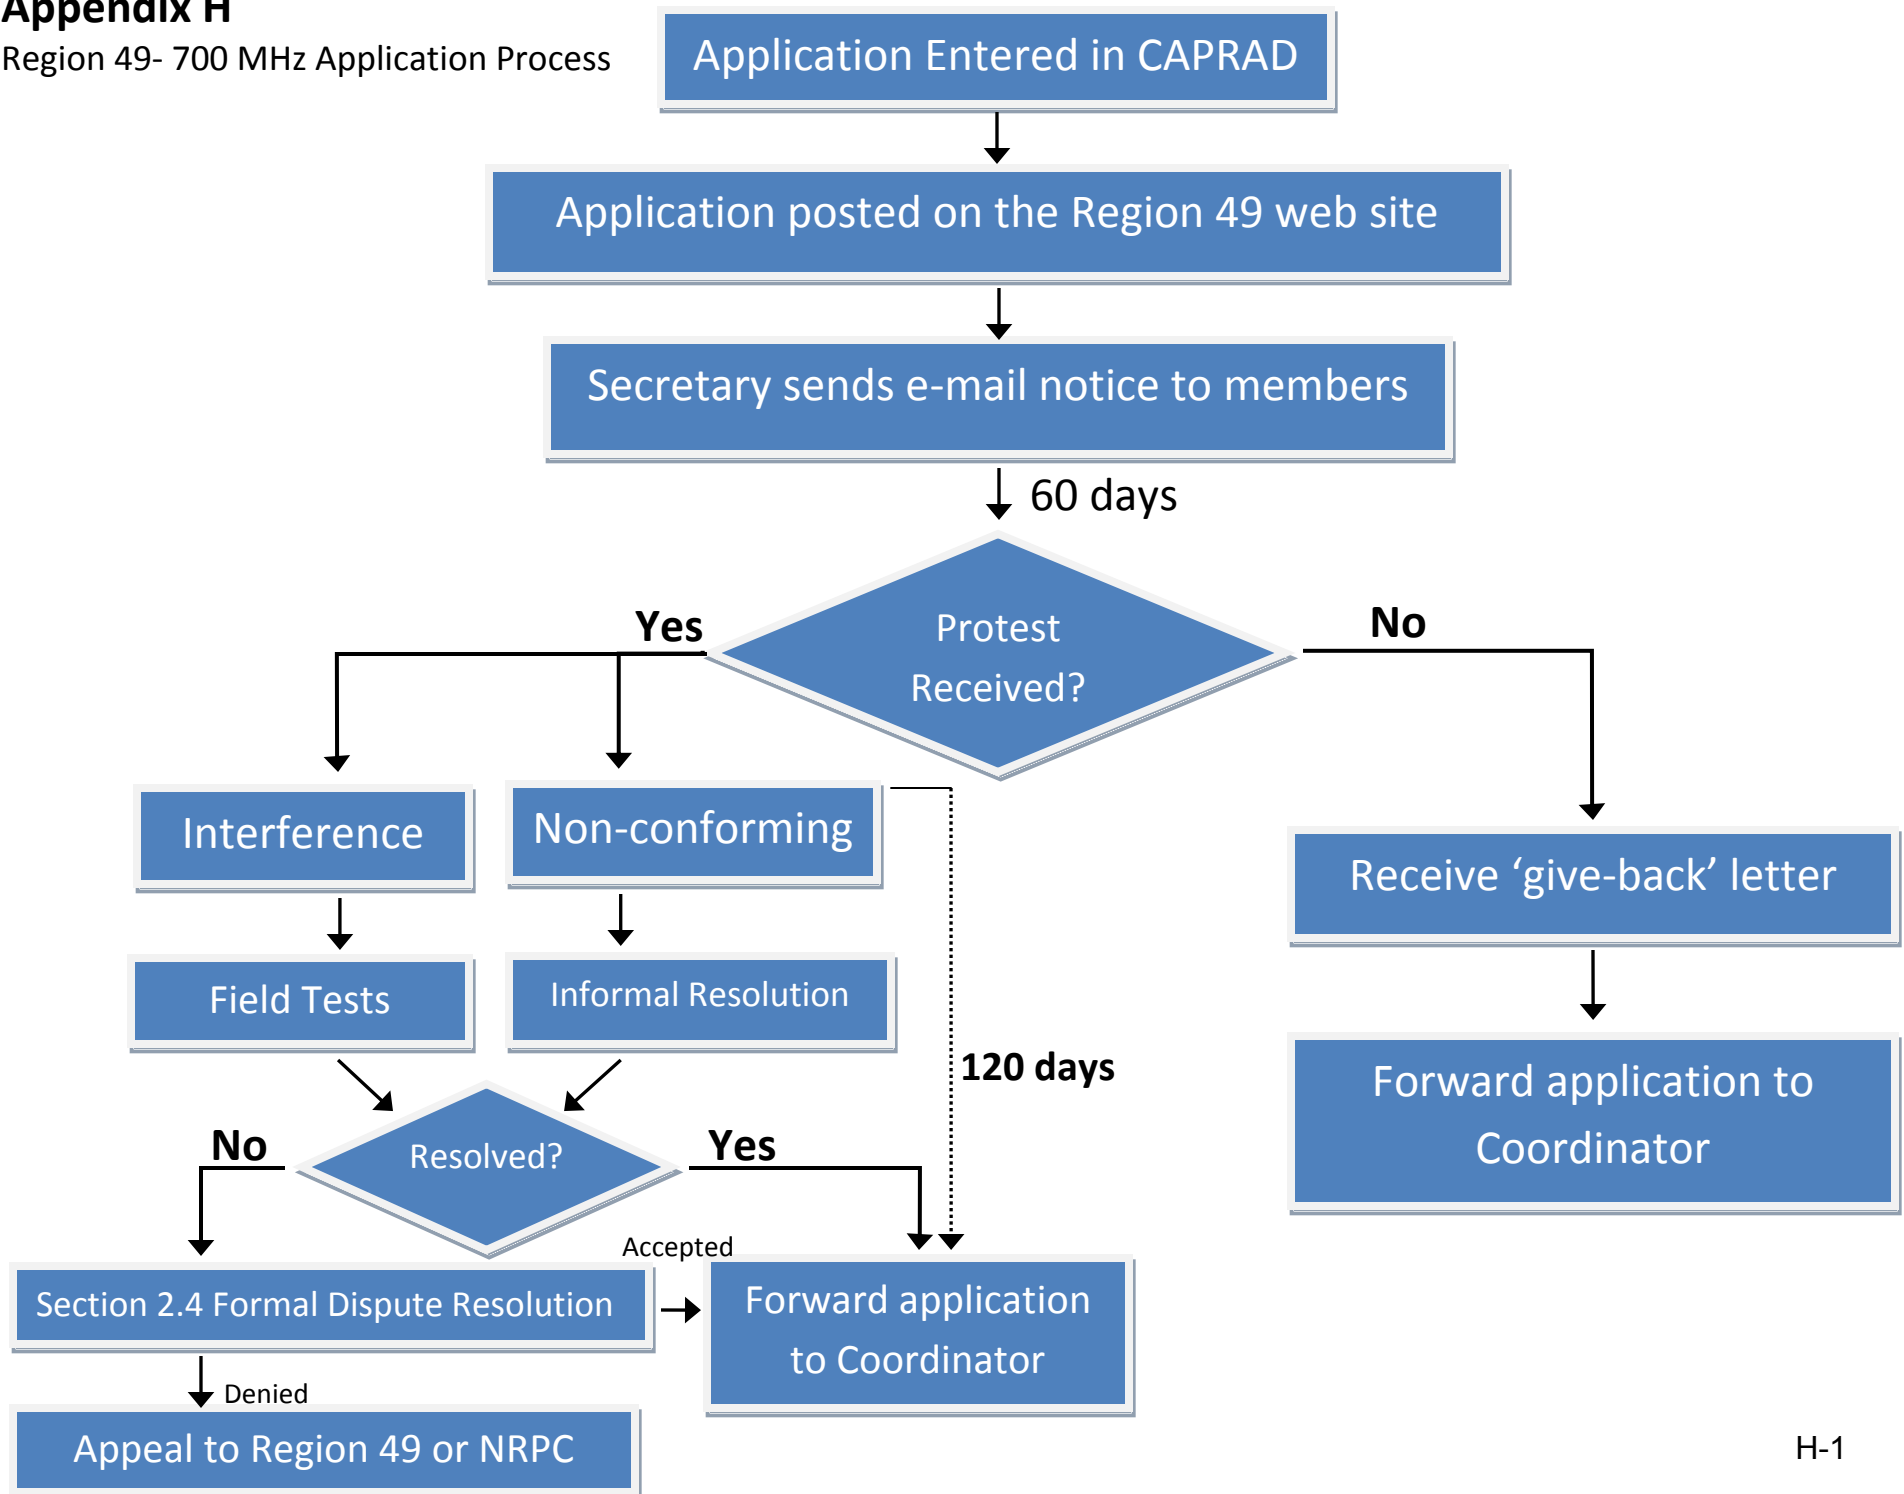 Appendix H
Region 49- 700 MHz Application Process
Application Entered in CAPRAD
Application posted on the Region 49 web site
Secretary sends e-mail notice to members
60 days
Yes
Protest
Received?
No
Interference
Non-conforming
Receive ‘give-back’ letter
Field Tests
Informal Resolution
120 days
Forward application to
Coordinator
No
Resolved?
Yes
Accepted
Section 2.4 Formal Dispute Resolution
Forward application
to Coordinator
Denied
Appeal to Region 49 or NRPC
H-1